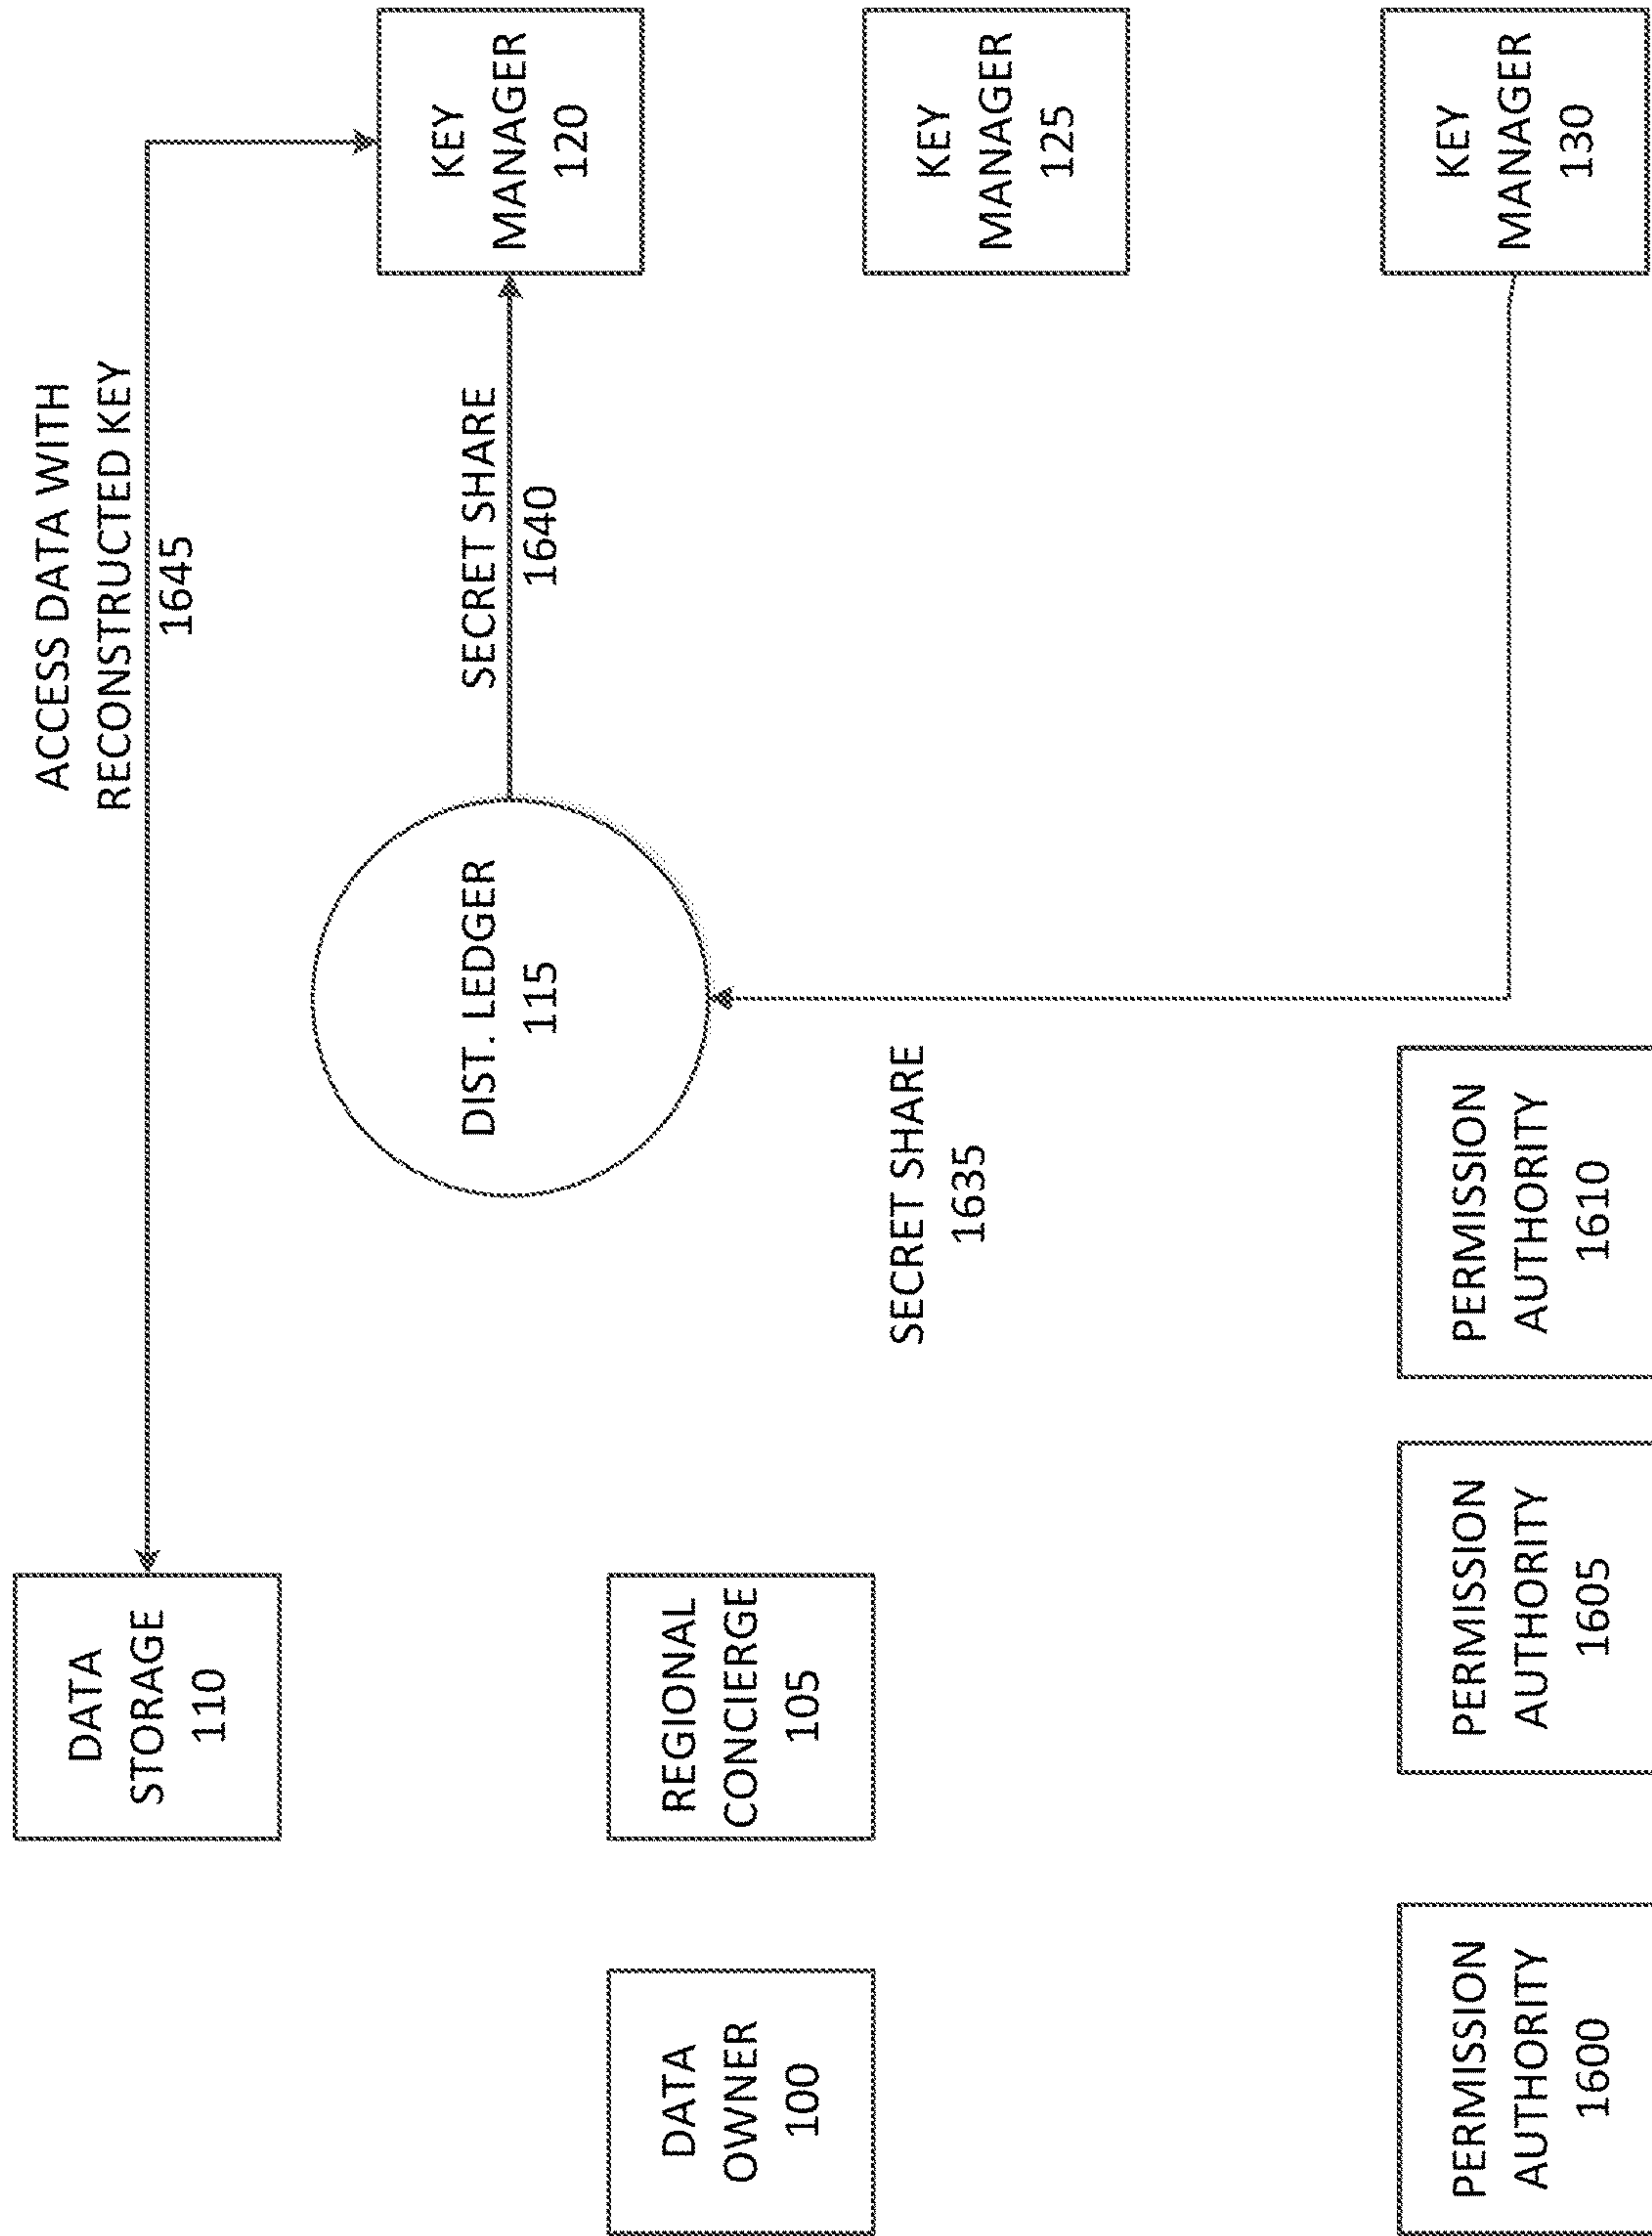 ACCESS DATA WITH
RECONSTRUCTED KEY
1645
DATA
STORAGE
110
DIST. LEDGER
115
SECRET SHARE
1640
KEY
MANAGER
120
DATA
OWNER
100
REGIONAL
CONCIERGE
105
SECRET SHARE
1635
KEY
MANAGER
125
PERMISSION
AUTHORITY
1600
PERMISSION
AUTHORITY
1605
PERMISSION
AUTHORITY
1610
KEY
MANAGER
130